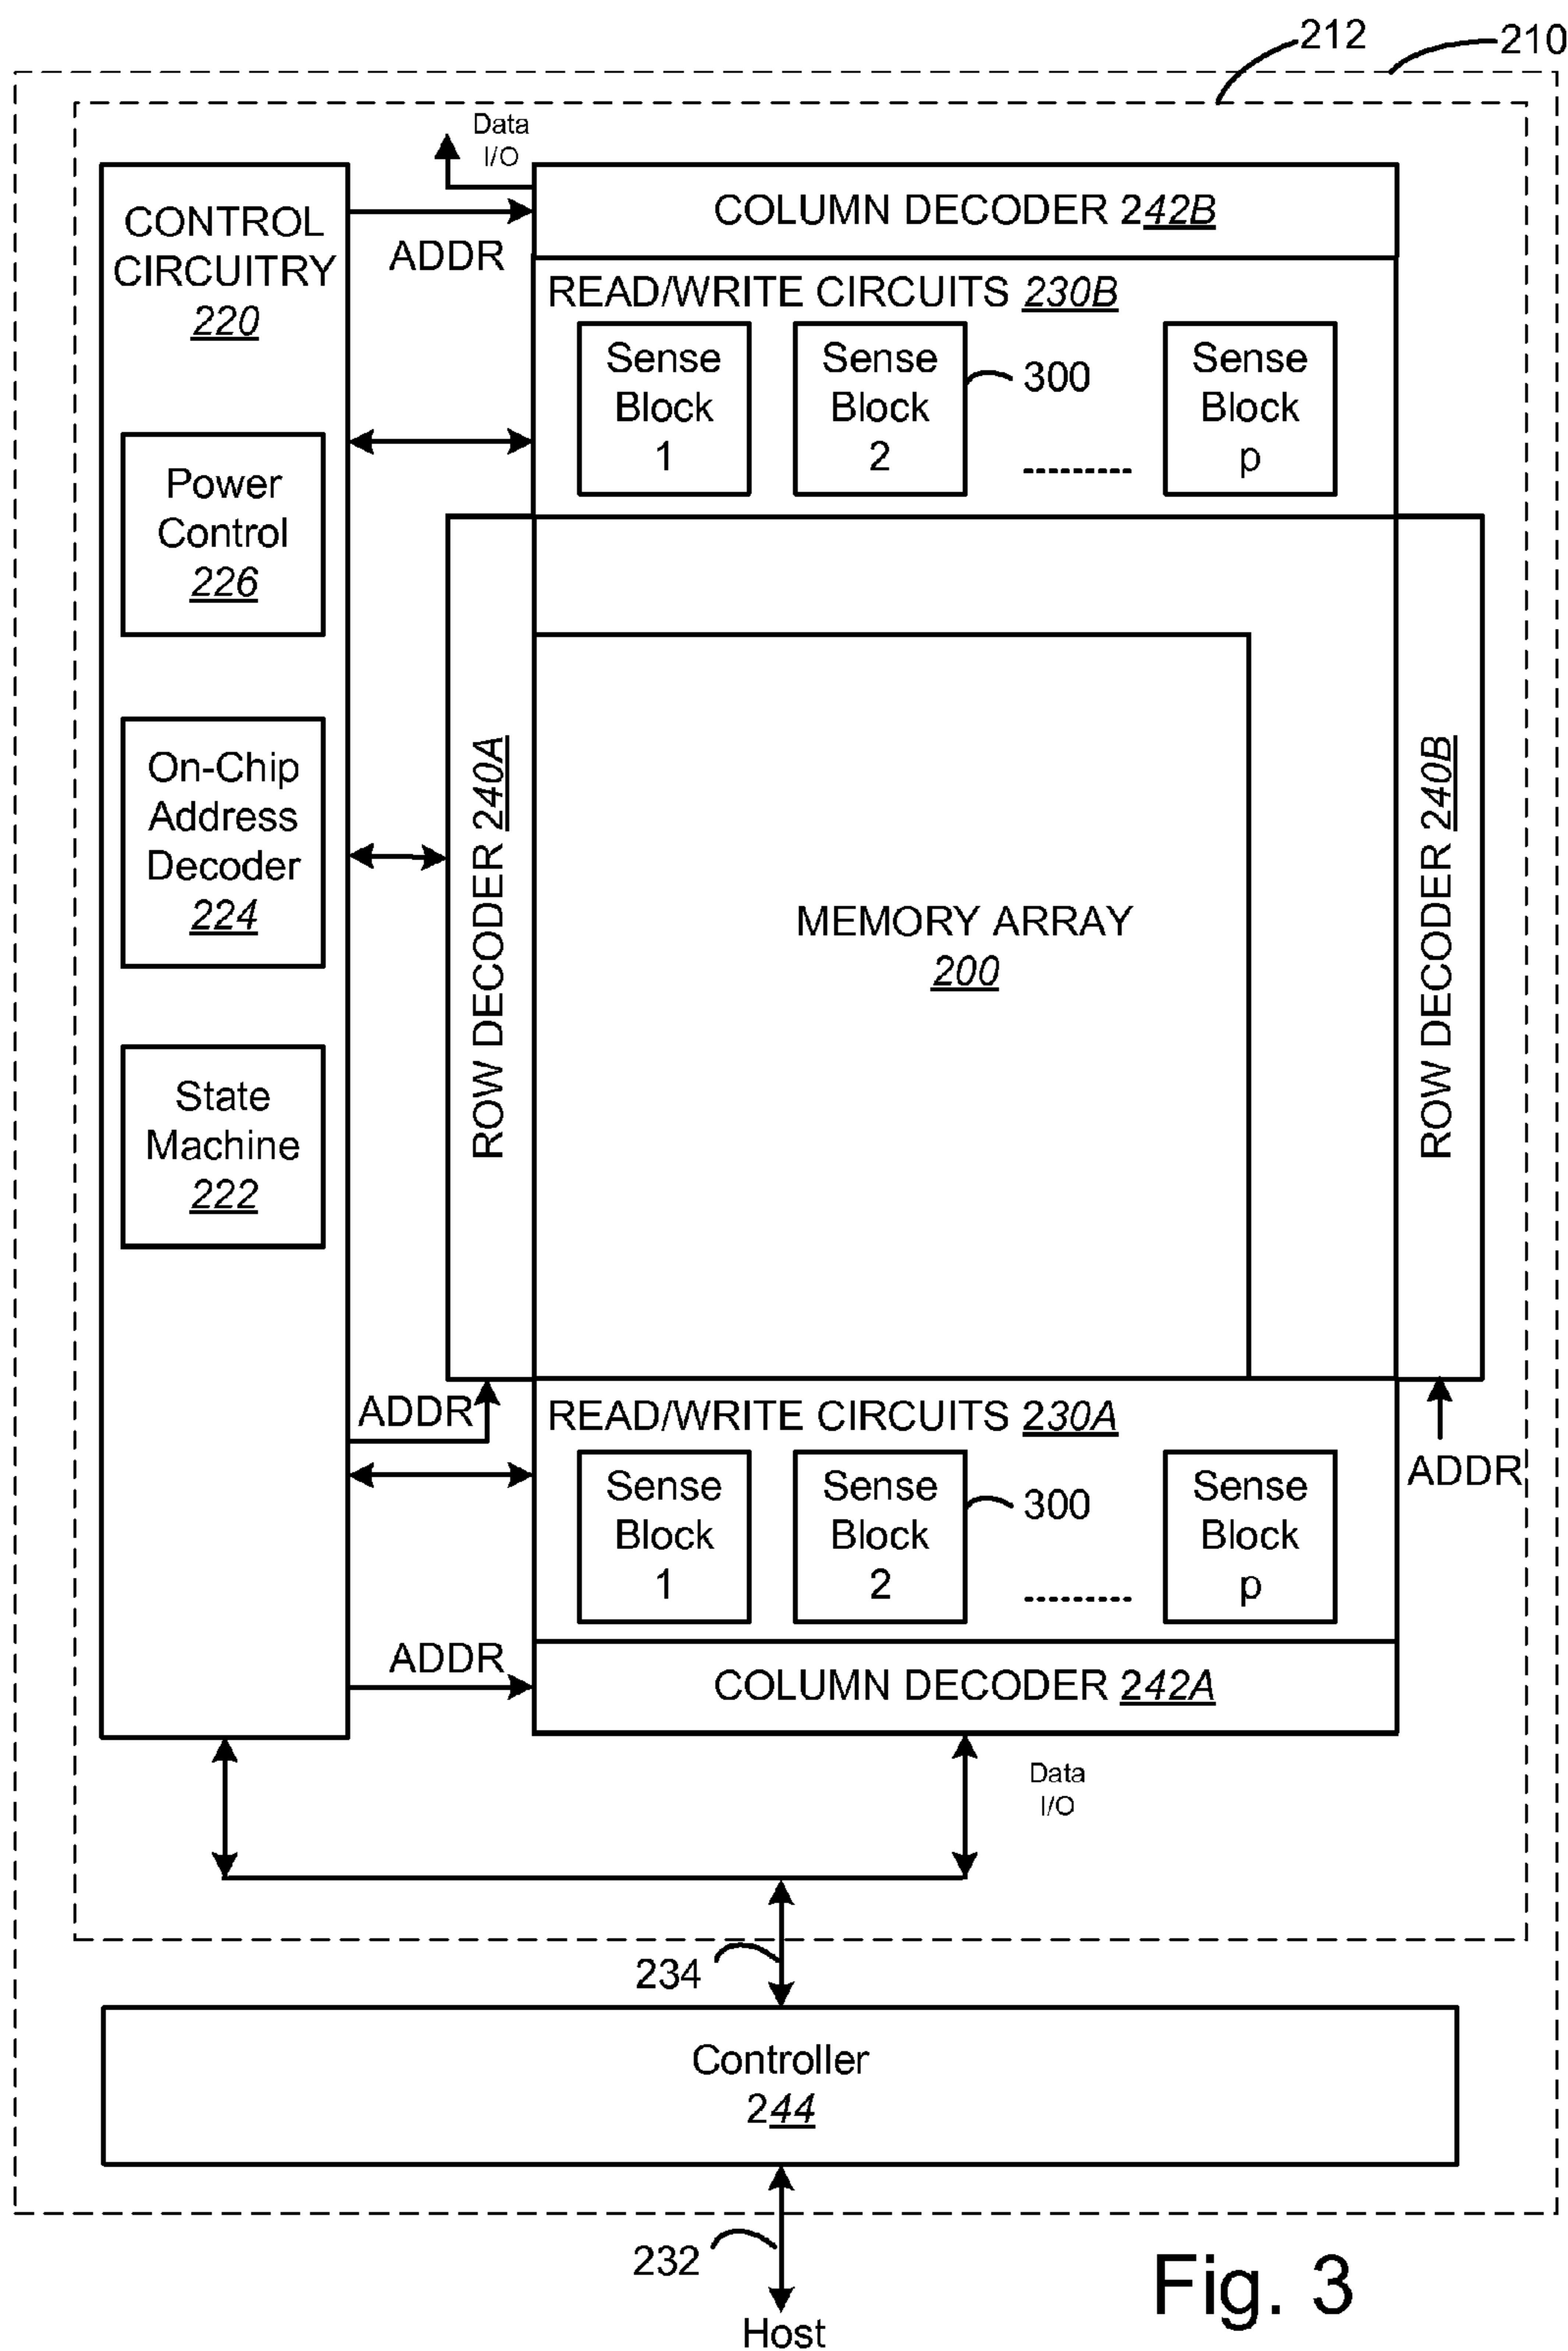 212
210
Data
I/O
CONTROL
CIRCUITRY
220
ADDR
COLUMN DECODER 242B
READ/WRITE CIRCUITS 230B
Sense
Block
1
Sense
Block
2
300
.........
Sense
Block
p
Power
Control
226
On-Chip
Address
Decoder
224
State
Machine
222
ROW DECODER 240A
MEMORY ARRAY
200
ROW DECODER 240B
ADDR
READ/WRITE CIRCUITS 230A
Sense
Block
1
Sense
Block
2
300
.........
Sense
Block
p
ADDR
ADDR
COLUMN DECODER 242A
Data
I/O
234
Controller
244
232
Host
Fig. 3